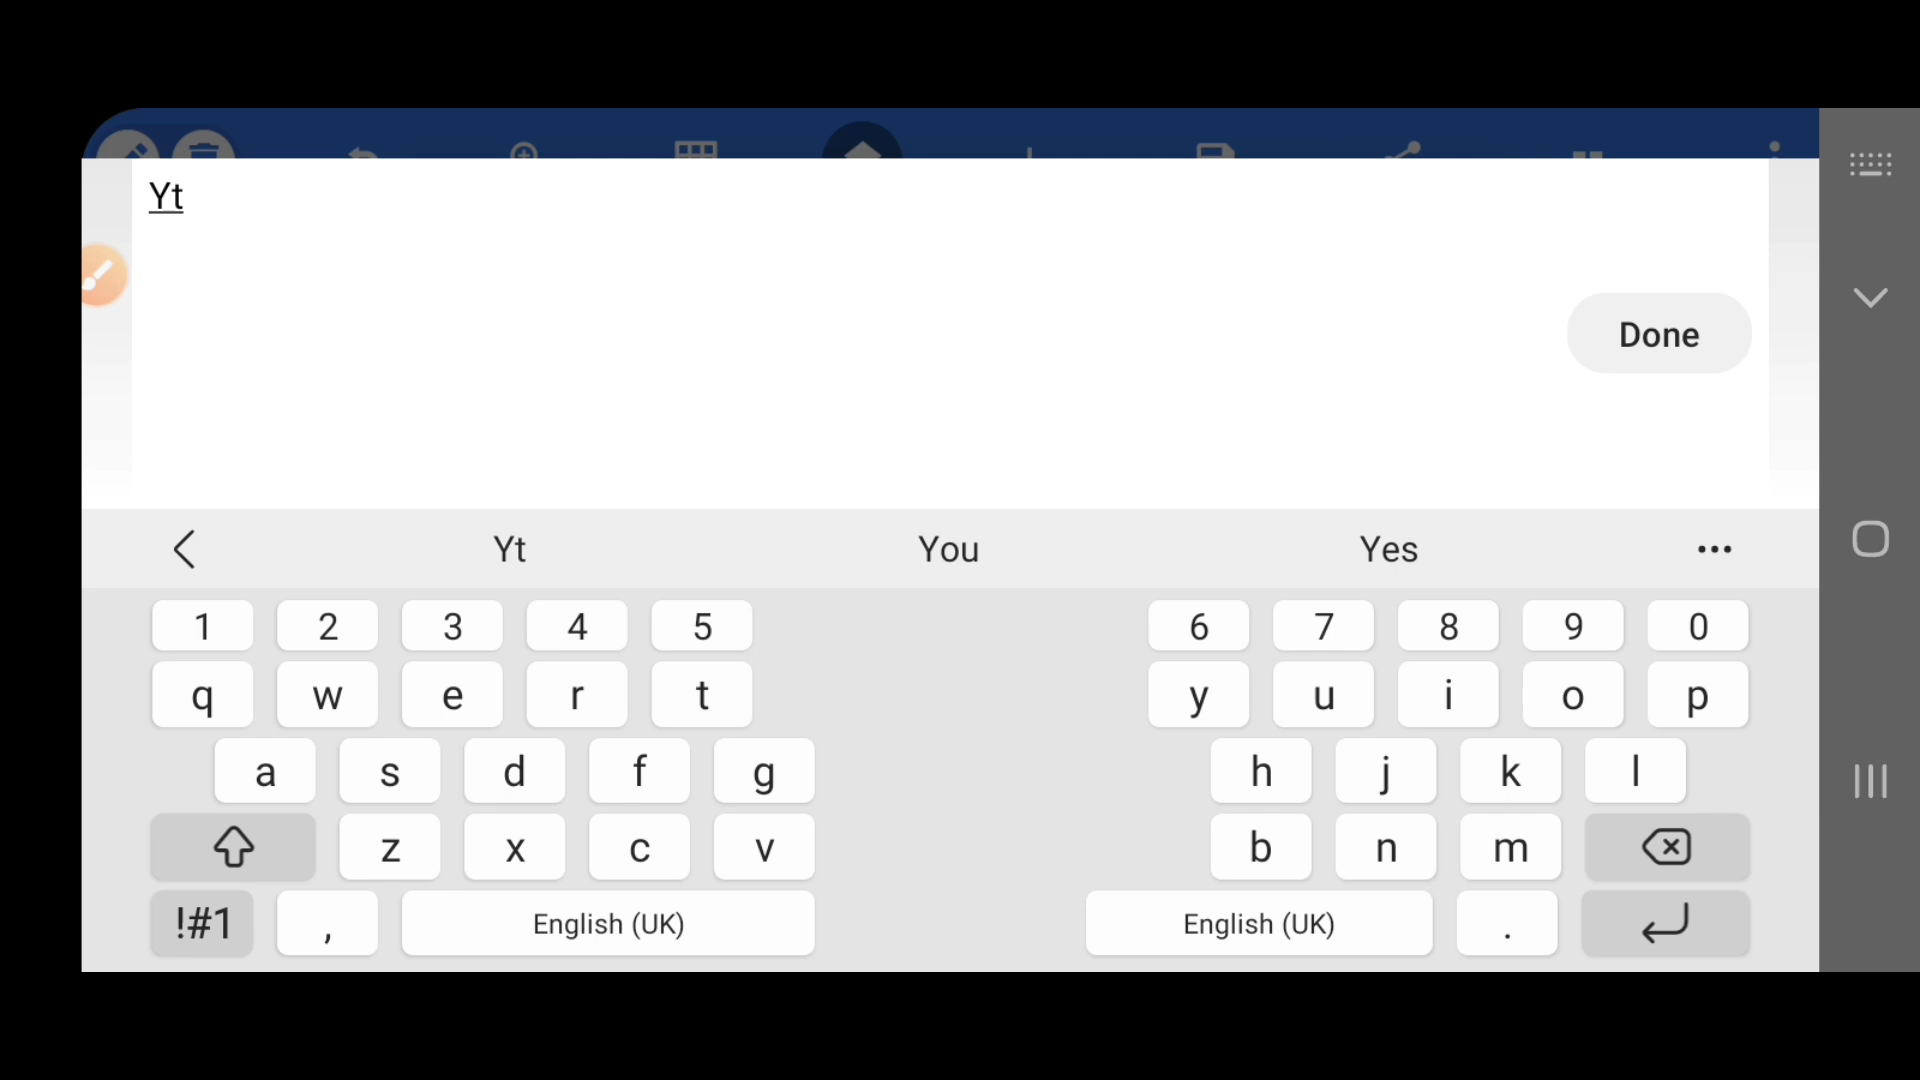 Yt
Done
Yt You Yes
1 2 3 4 5 6 7 8 9 0
q w e r t y u i o p
a s d f g h j k l
z x c v b n m
!#1 , English (UK) English (UK) .